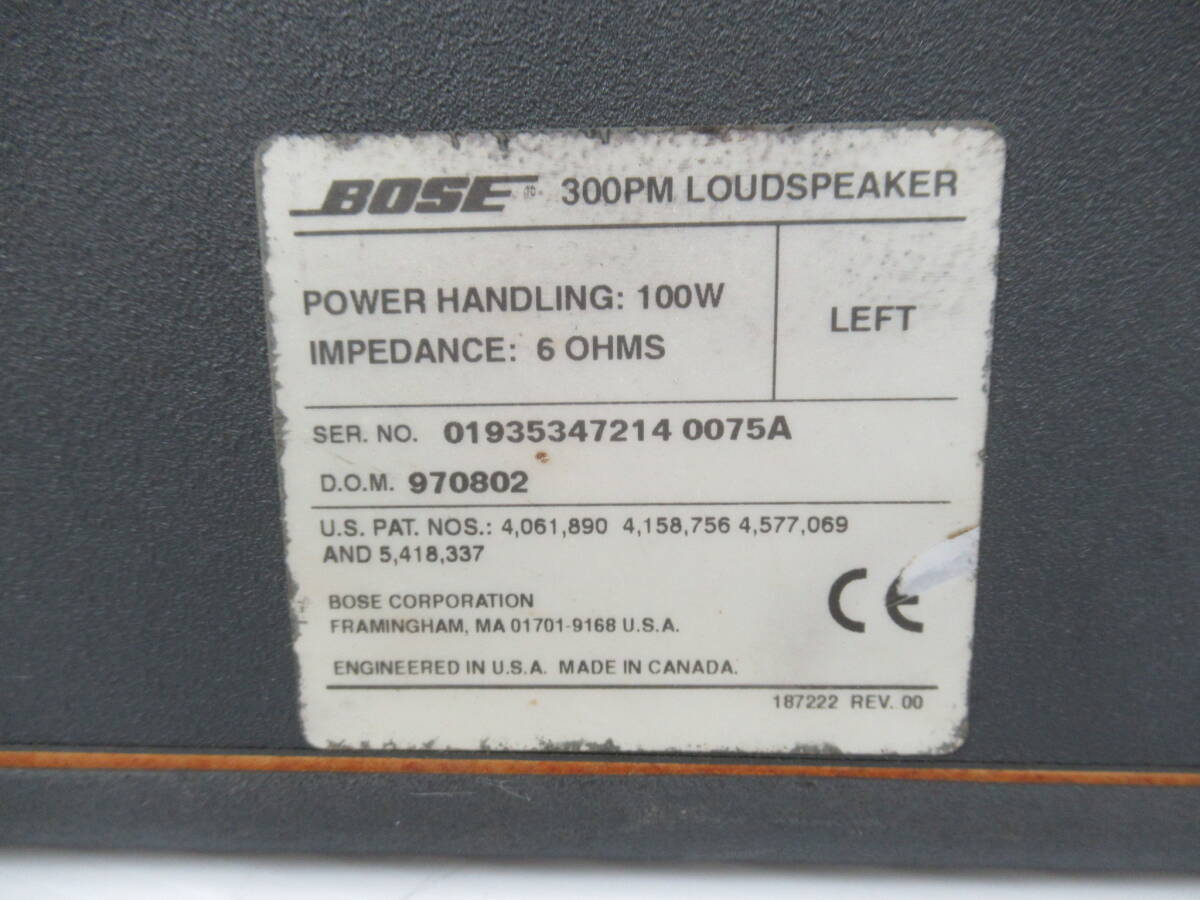 BOSE® 300PM LOUDSPEAKER
POWER HANDLING: 100W
IMPEDANCE: 6 OHMS
LEFT
SER. NO. 01935347214 0075A
D.O.M. 970802
U.S. PAT. NOS.: 4,061,890 4,158,756 4,577,069
AND 5,418,337
BOSE CORPORATION
FRAMINGHAM, MA 01701-9168 U.S.A.
CE
ENGINEERED IN U.S.A. MADE IN CANADA.
187222 REV. 00